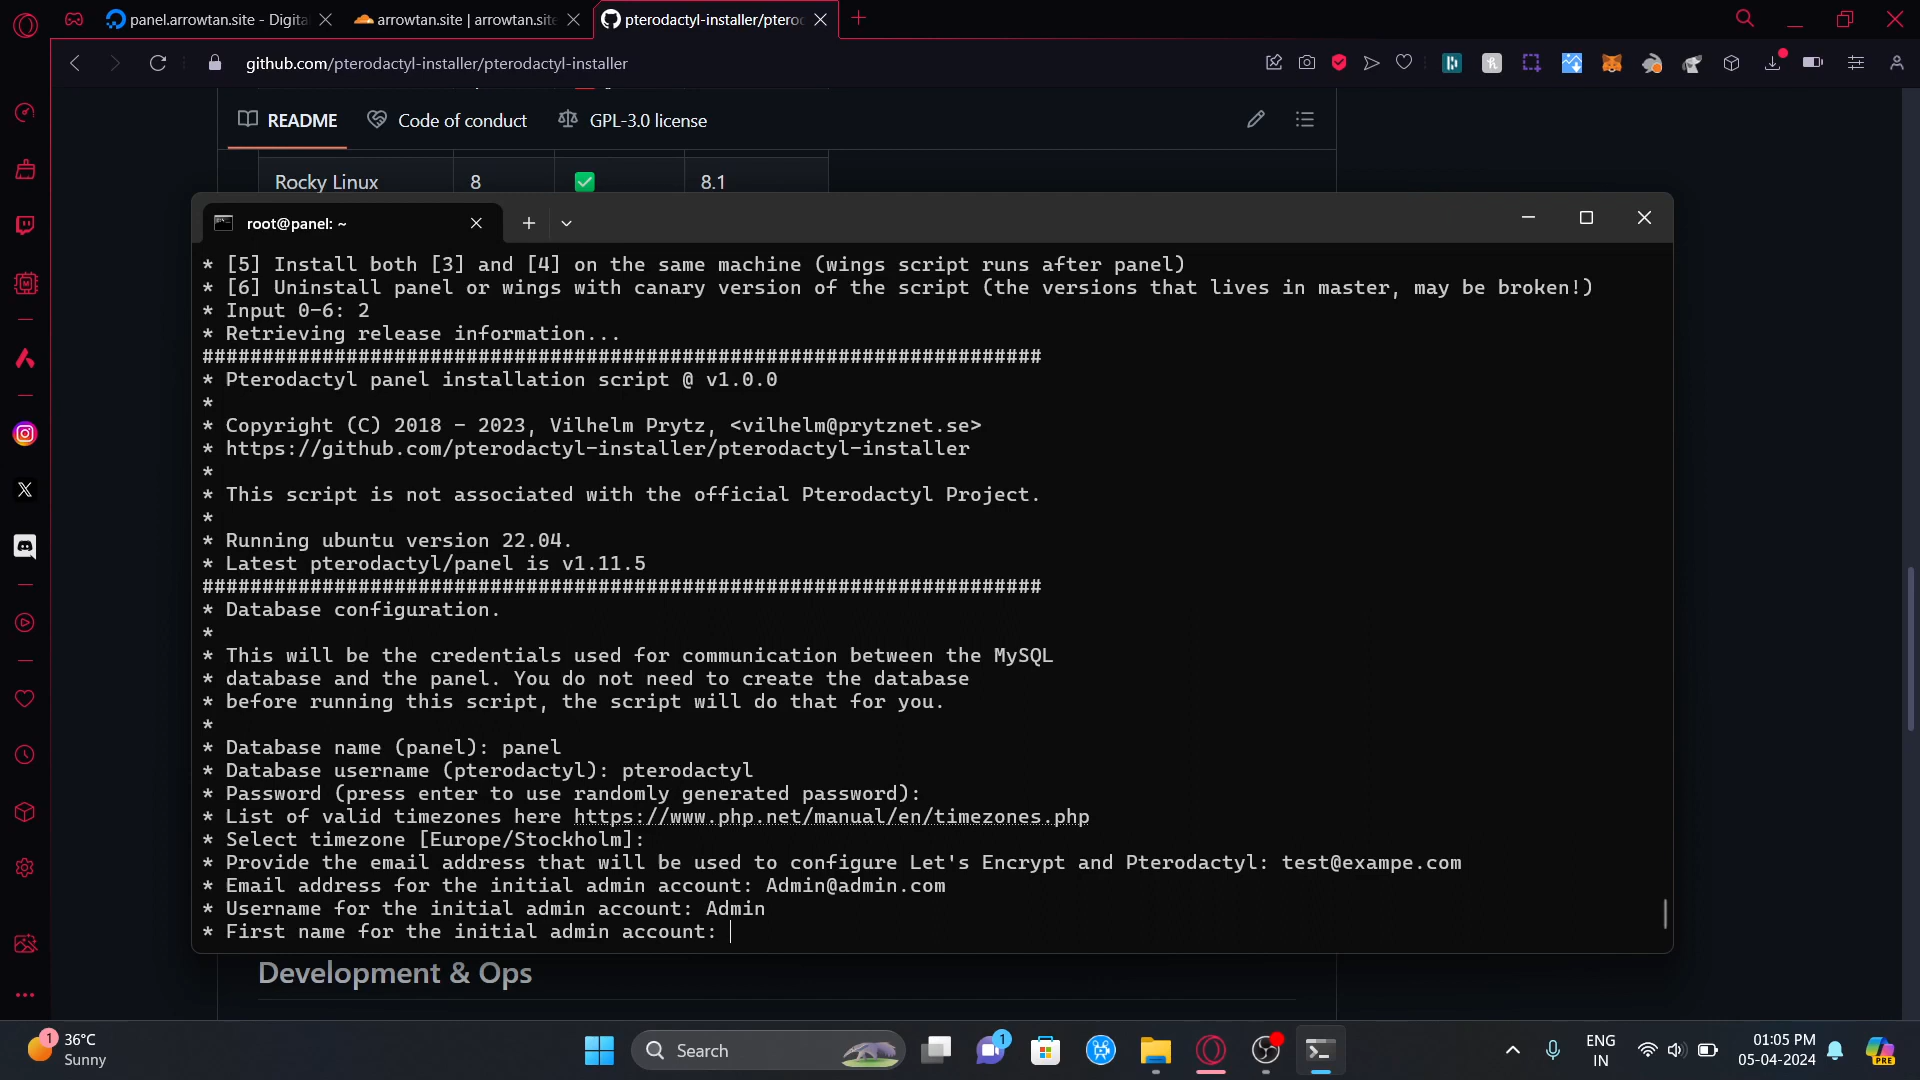 panel.arrowtan.site - Digita
arrowtan.site | arrowtan.site
pterodactyl-installer/ptero
github.com/pterodactyl-installer/pterodactyl-installer
README
Code of conduct
GPL-3.0 license
Rocky Linux 8 8.1
root@panel: ~
* [5] Install both [3] and [4] on the same machine (wings script runs after panel)
* [6] Uninstall panel or wings with canary version of the script (the versions that lives in master, may be broken!)
* Input 0-6: 2
* Retrieving release information...
######################################################################
* Pterodactyl panel installation script @ v1.0.0
*
* Copyright (C) 2018 - 2023, Vilhelm Prytz, <vilhelm@prytznet.se>
* https://github.com/pterodactyl-installer/pterodactyl-installer
*
* This script is not associated with the official Pterodactyl Project.
*
* Running ubuntu version 22.04.
* Latest pterodactyl/panel is v1.11.5
######################################################################
* Database configuration.
*
* This will be the credentials used for communication between the MySQL
* database and the panel. You do not need to create the database
* before running this script, the script will do that for you.
*
* Database name (panel): panel
* Database username (pterodactyl): pterodactyl
* Password (press enter to use randomly generated password):
* List of valid timezones here https://www.php.net/manual/en/timezones.php
* Select timezone [Europe/Stockholm]:
* Provide the email address that will be used to configure Let's Encrypt and Pterodactyl: test@exampe.com
* Email address for the initial admin account: Admin@admin.com
* Username for the initial admin account: Admin
* First name for the initial admin account:
Development & Ops
1
36°C
Sunny
Search
1
ENG
IN
01:05 PM
05-04-2024
PRE